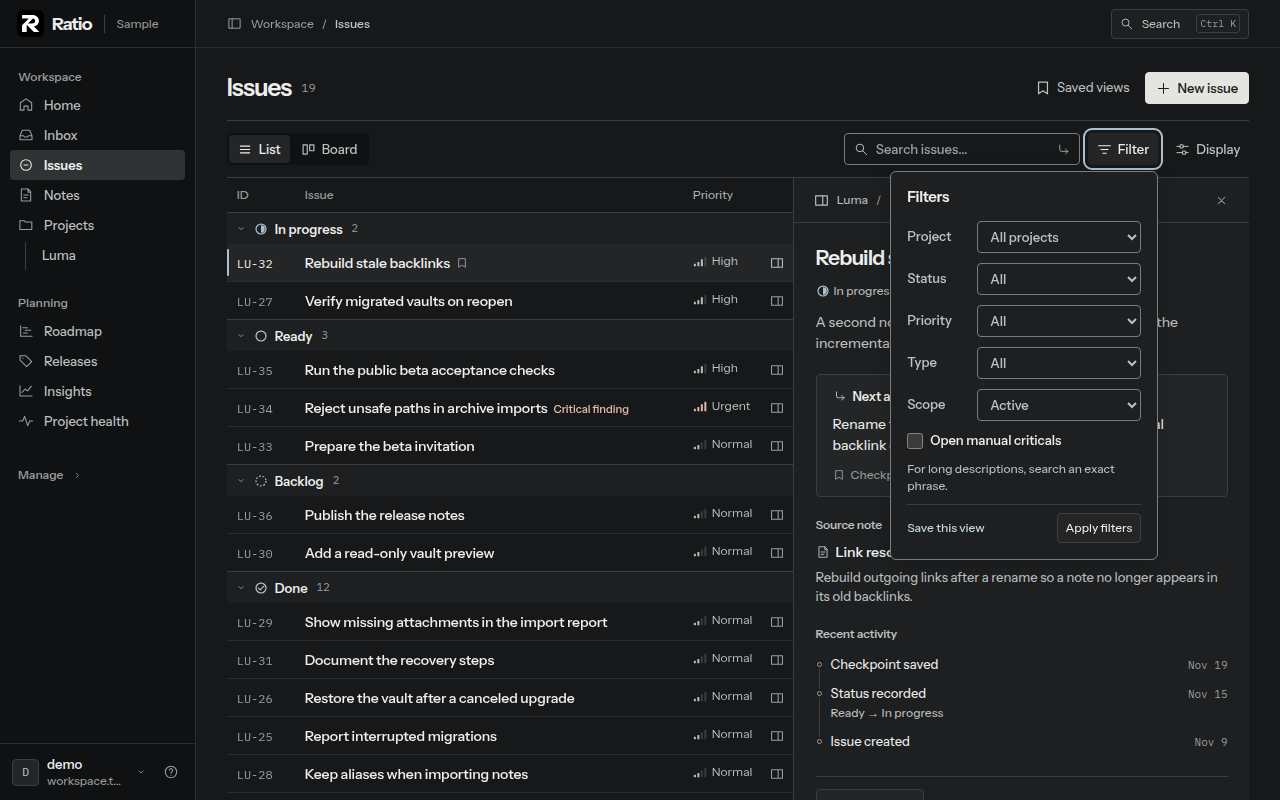 Ratio
Sample
Workspace
Home
Inbox
Issues
Notes
Projects
Luma
Planning
Roadmap
Releases
Insights
Project health
Manage
D
demo
workspace.t...
Workspace / Issues
Search Ctrl K
Issues 19
Saved views
New issue
List
Board
Search issues...
Filter
Display
ID Issue Priority
In progress 2
LU-32 Rebuild stale backlinks High
LU-27 Verify migrated vaults on reopen High
Ready 3
LU-35 Run the public beta acceptance checks High
LU-34 Reject unsafe paths in archive imports Critical finding Urgent
LU-33 Prepare the beta invitation Normal
Backlog 2
LU-36 Publish the release notes Normal
LU-30 Add a read-only vault preview Normal
Done 12
LU-29 Show missing attachments in the import report Normal
LU-31 Document the recovery steps Normal
LU-26 Restore the vault after a canceled upgrade Normal
LU-25 Report interrupted migrations Normal
LU-28 Keep aliases when importing notes Normal
Luma /
Rebuild
In progress
A second the
incrementa
Next
Rename
backlink
Source note
Link
Rebuild outgoing links after a rename so a note no longer appears in
its old backlinks.
Recent activity
Checkpoint saved Nov 19
Status recorded Nov 15
Ready → In progress
Issue created Nov 9
Filters
Project All projects
Status All
Priority All
Type All
Scope Active
Open manual criticals
For long descriptions, search an exact
phrase.
Save this view
Apply filters